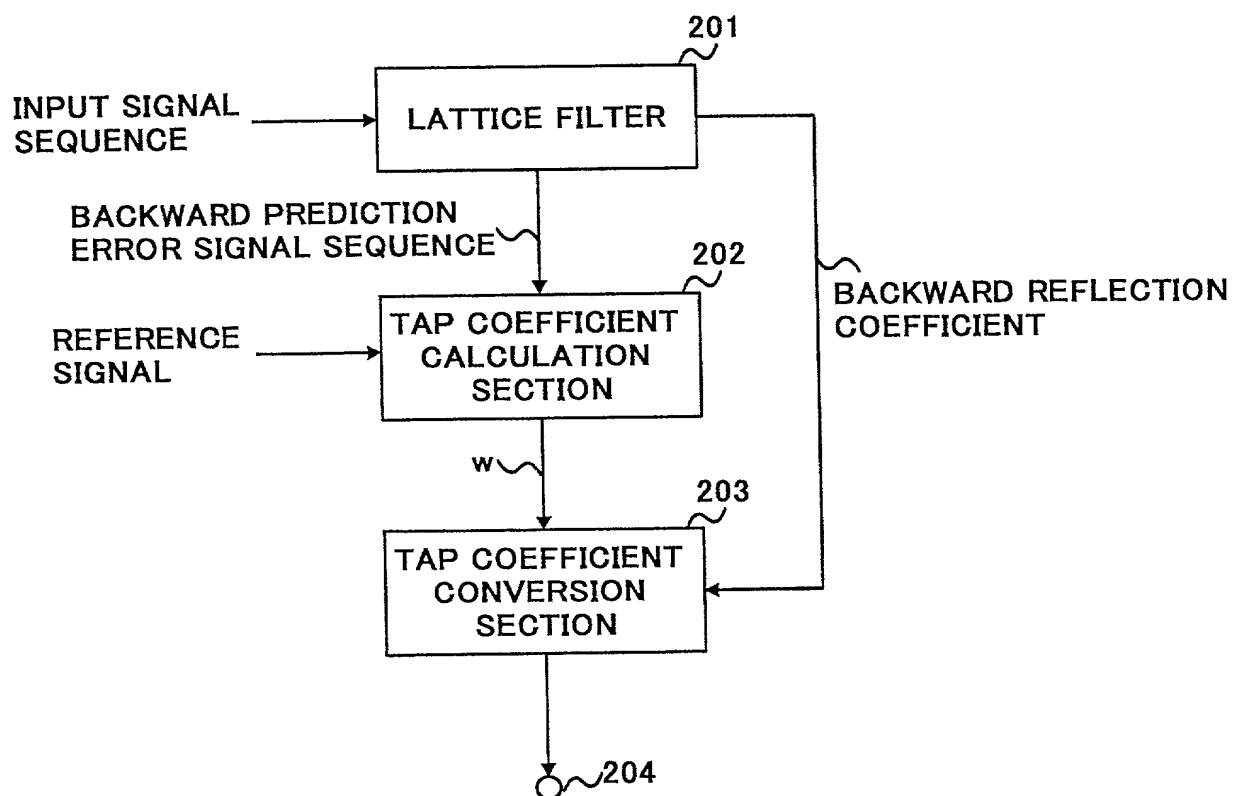 201
INPUT SIGNAL
SEQUENCE
LATTICE FILTER
BACKWARD PREDICTION
ERROR SIGNAL SEQUENCE
202
BACKWARD REFLECTION
COEFFICIENT
REFERENCE
SIGNAL
TAP COEFFICIENT
CALCULATION
SECTION
w
203
TAP COEFFICIENT
CONVERSION
SECTION
204